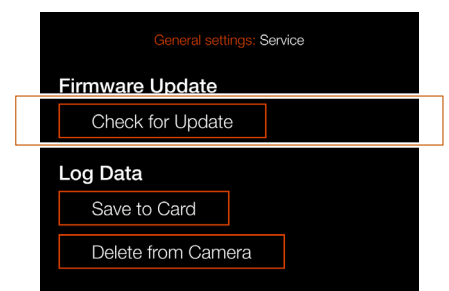 General settings: Service
Firmware Update
Check for Update
Log Data
Save to Card
Delete from Camera